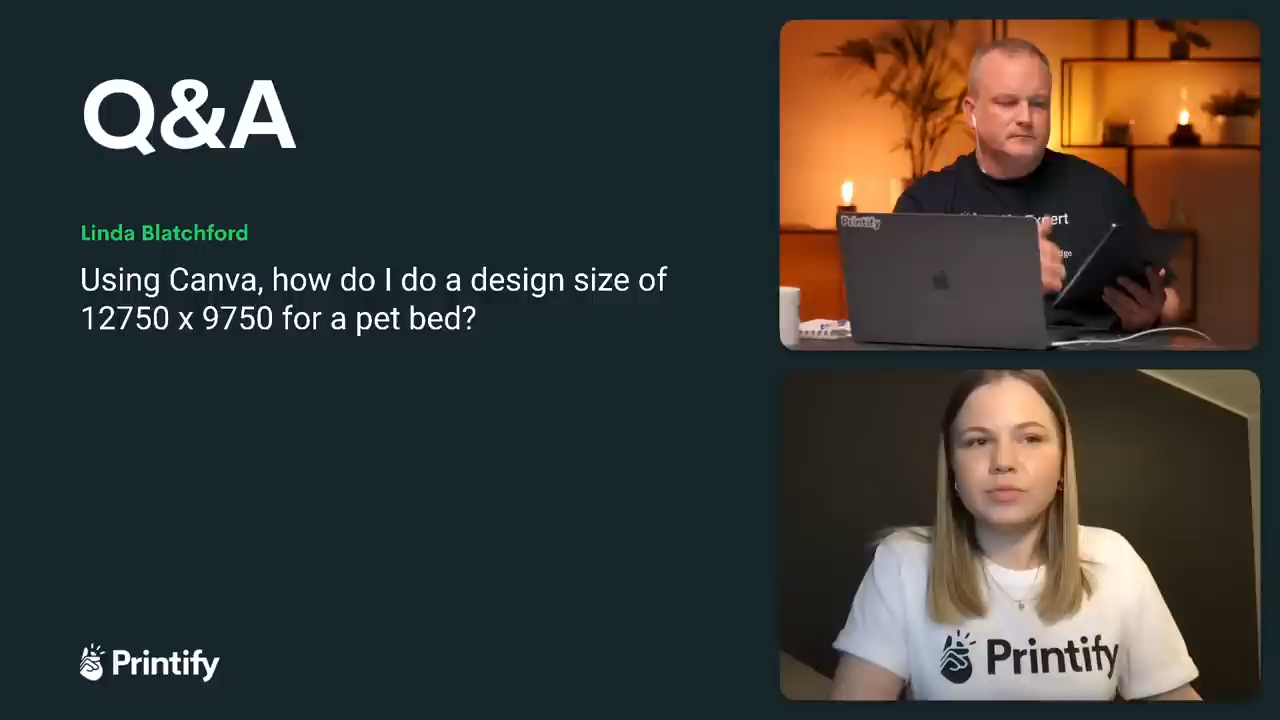 Q&A
Linda Blatchford
Using Canva, how do I do a design size of
12750 x 9750 for a pet bed?
Printify
Printify
Printify